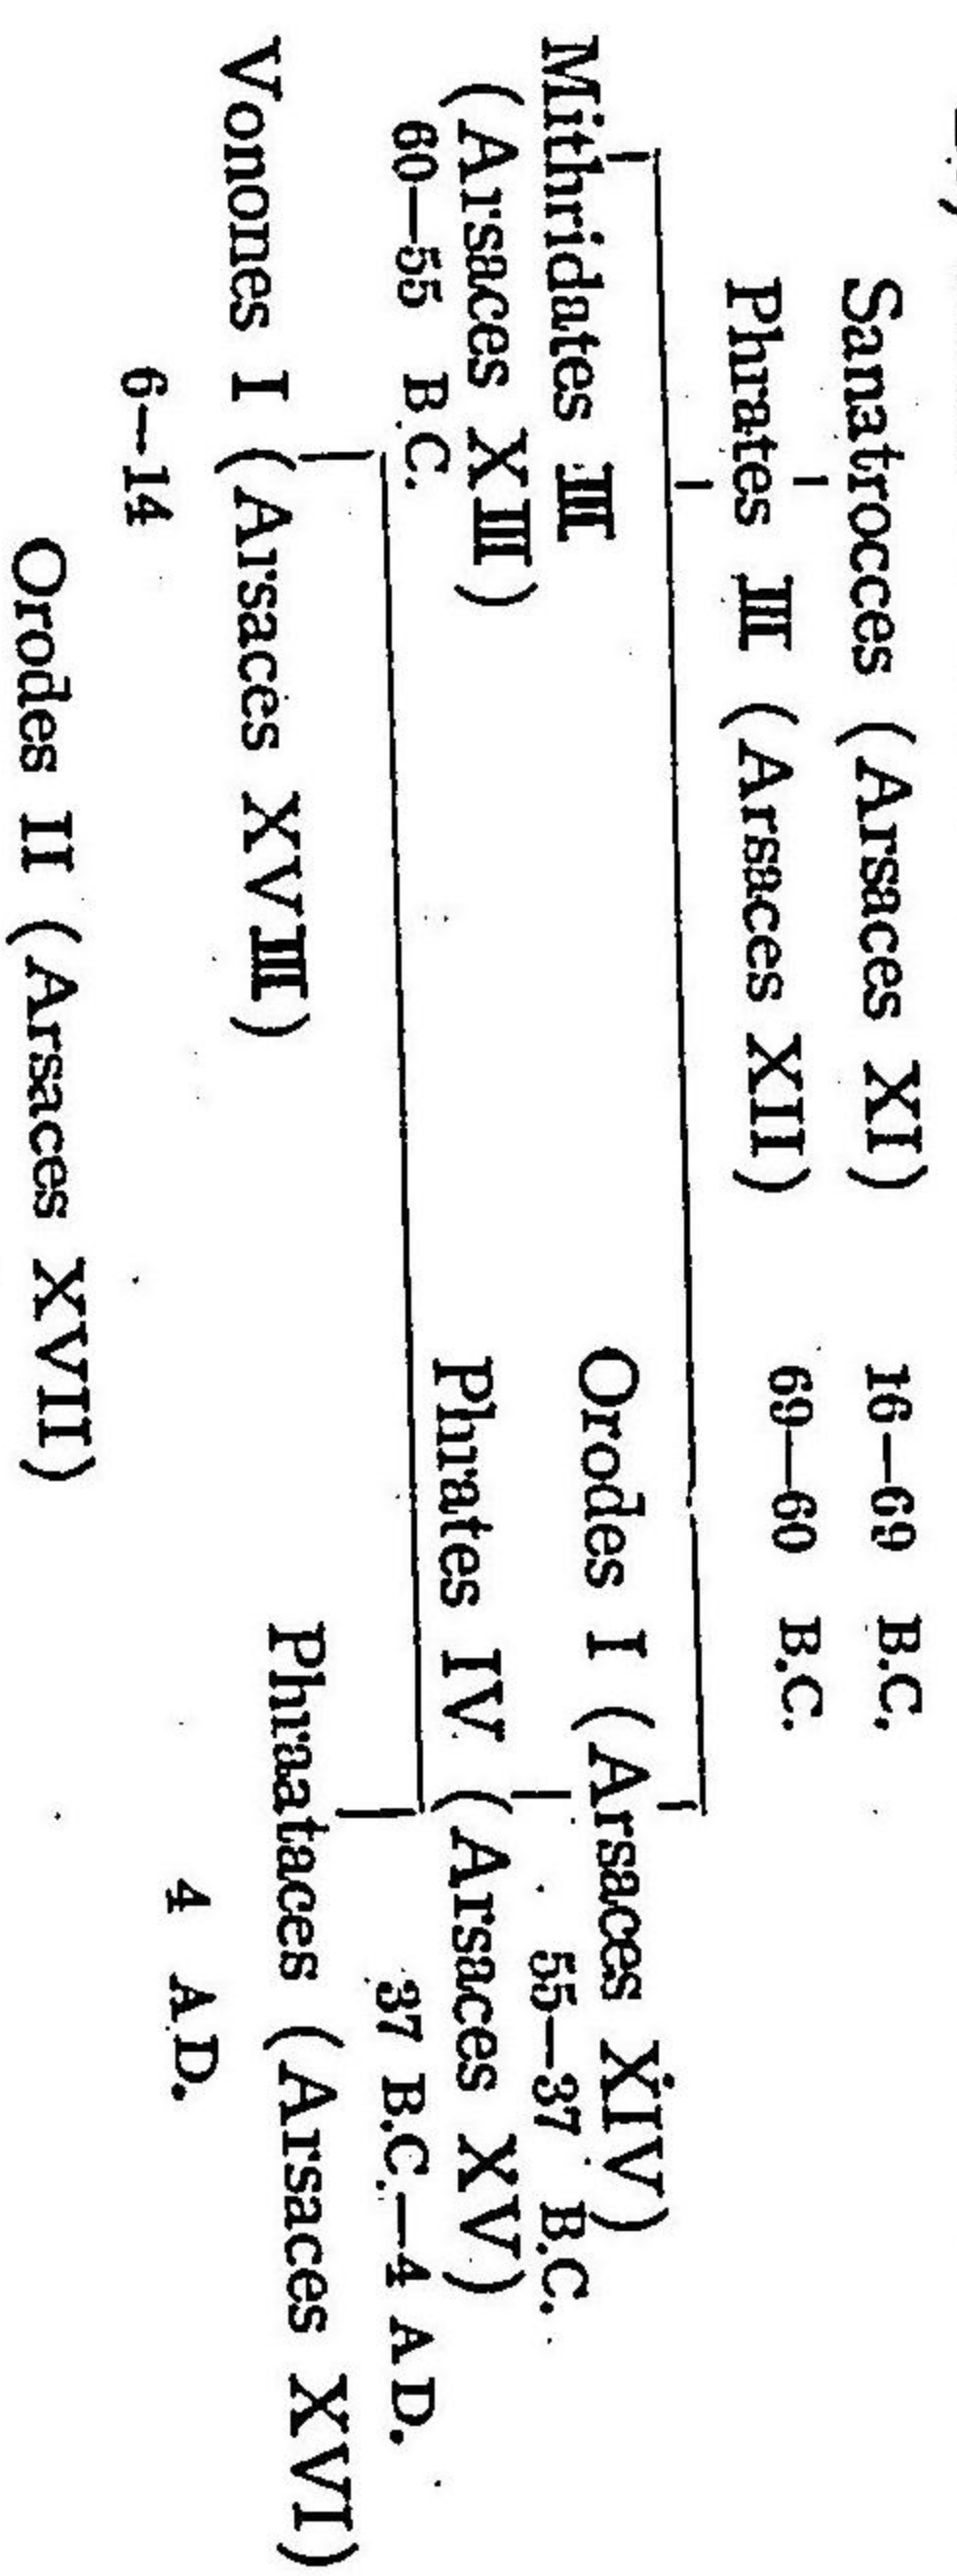 Sanatrocces (Arsaces XI) 16—69 B.C.
Phrates III (Arsaces XII) 69—60 B.C.
Mithridates III
(Arsaces XIII)
60—55 B.C.
Orodes I (Arsaces XIV)
55—37 B.C.
Phrates IV (Arsaces XV)
37 B.C.—4 A D.
Vonones I (Arsaces XVIII)
6—14
Phraataces (Arsaces XVI)
4 A.D.
Orodes II (Arsaces XVII)